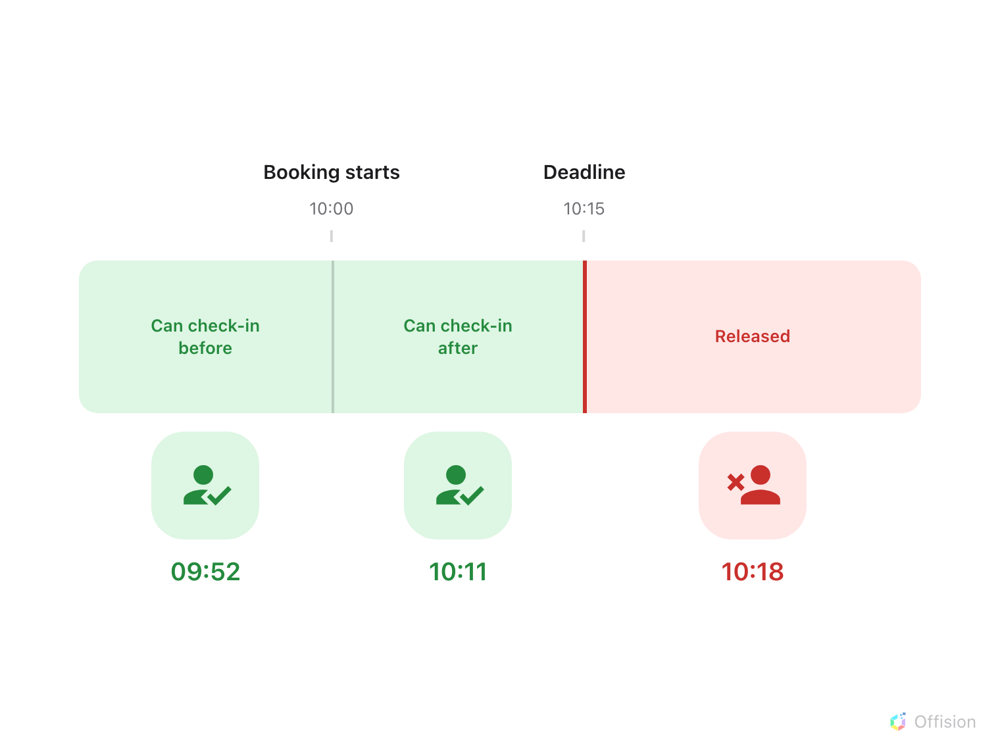 Booking starts
Deadline
10:00
10:15
Can check-in
before
Can check-in
after
Released
09:52
10:11
10:18
Offision